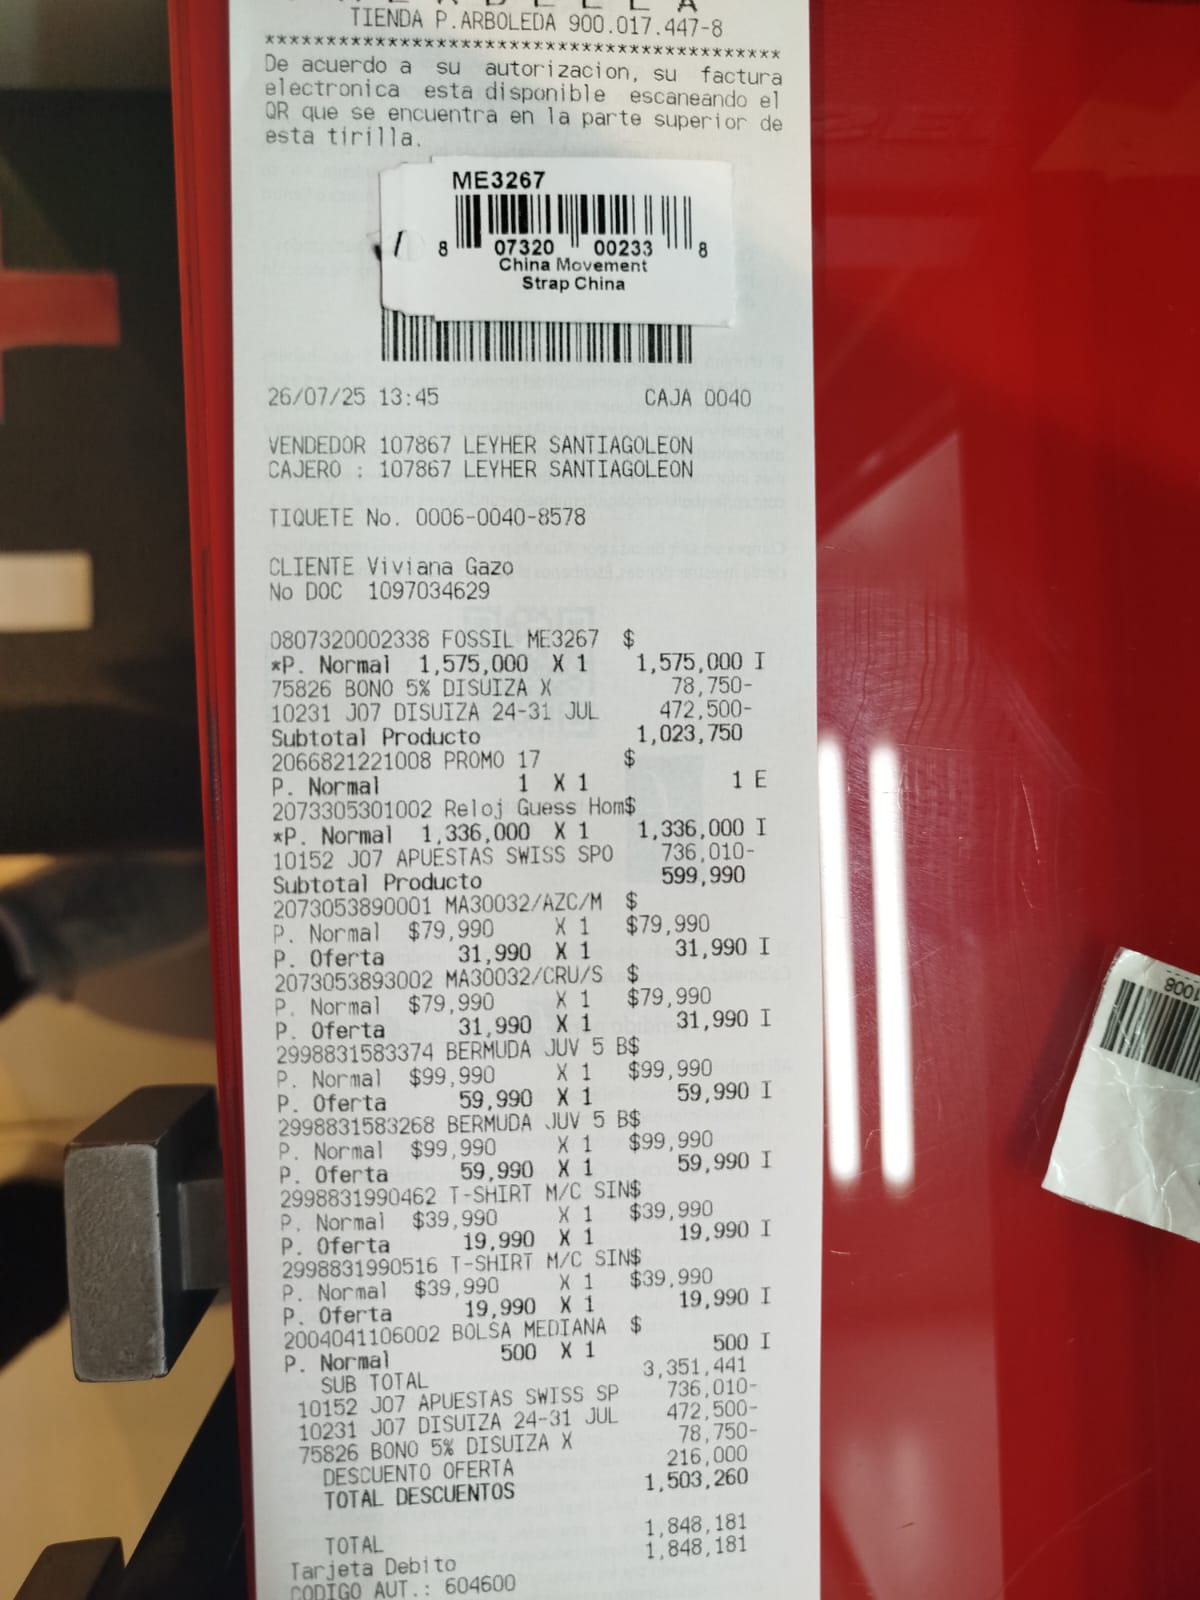 TIENDA P.ARBOLEDA 900.017.447-8
******************************************
De acuerdo a su autorizacion, su factura
electronica esta disponible escaneando el
QR que se encuentra en la parte superior de
esta tirilla.
ME3267
8 07320 00233 8
China Movement
Strap China
26/07/25 13:45 CAJA 0040
VENDEDOR 107867 LEYHER SANTIAGOLEON
CAJERO : 107867 LEYHER SANTIAGOLEON
TIQUETE No. 0006-0040-8578
CLIENTE Viviana Gazo
No DOC 1097034629
0807320002338 FOSSIL ME3267 $
*P. Normal 1,575,000 X 1 1,575,000 I
75826 BONO 5% DISUIZA X 78,750-
10231 J07 DISUIZA 24-31 JUL 472,500-
Subtotal Producto 1,023,750
2066821221008 PROMO 17 $
P. Normal 1 X 1 1 E
2073305301002 Reloj Guess Hom$
*P. Normal 1,336,000 X 1 1,336,000 I
10152 J07 APUESTAS SWISS SPO 736,010-
Subtotal Producto 599,990
2073053890001 MA30032/AZC/M $
P. Normal $79,990 X 1 $79,990
P. Oferta 31,990 X 1 31,990 I
2073053893002 MA30032/CRU/S $
P. Normal $79,990 X 1 $79,990
P. Oferta 31,990 X 1 31,990 I
2998831583374 BERMUDA JUV 5 B$
P. Normal $99,990 X 1 $99,990
P. Oferta 59,990 X 1 59,990 I
2998831583268 BERMUDA JUV 5 B$
P. Normal $99,990 X 1 $99,990
P. Oferta 59,990 X 1 59,990 I
2998831990462 T-SHIRT M/C SIN$
P. Normal $39,990 X 1 $39,990
P. Oferta 19,990 X 1 19,990 I
2998831990516 T-SHIRT M/C SIN$
P. Normal $39,990 X 1 $39,990
P. Oferta 19,990 X 1 19,990 I
2004041106002 BOLSA MEDIANA $
P. Normal 500 X 1 500 I
SUB TOTAL 3,351,441
10152 J07 APUESTAS SWISS SP 736,010-
10231 J07 DISUIZA 24-31 JUL 472,500-
75826 BONO 5% DISUIZA X 78,750-
DESCUENTO OFERTA 216,000
TOTAL DESCUENTOS 1,503,260
TOTAL 1,848,181
Tarjeta Debito 1,848,181
CODIGO AUT.: 604600